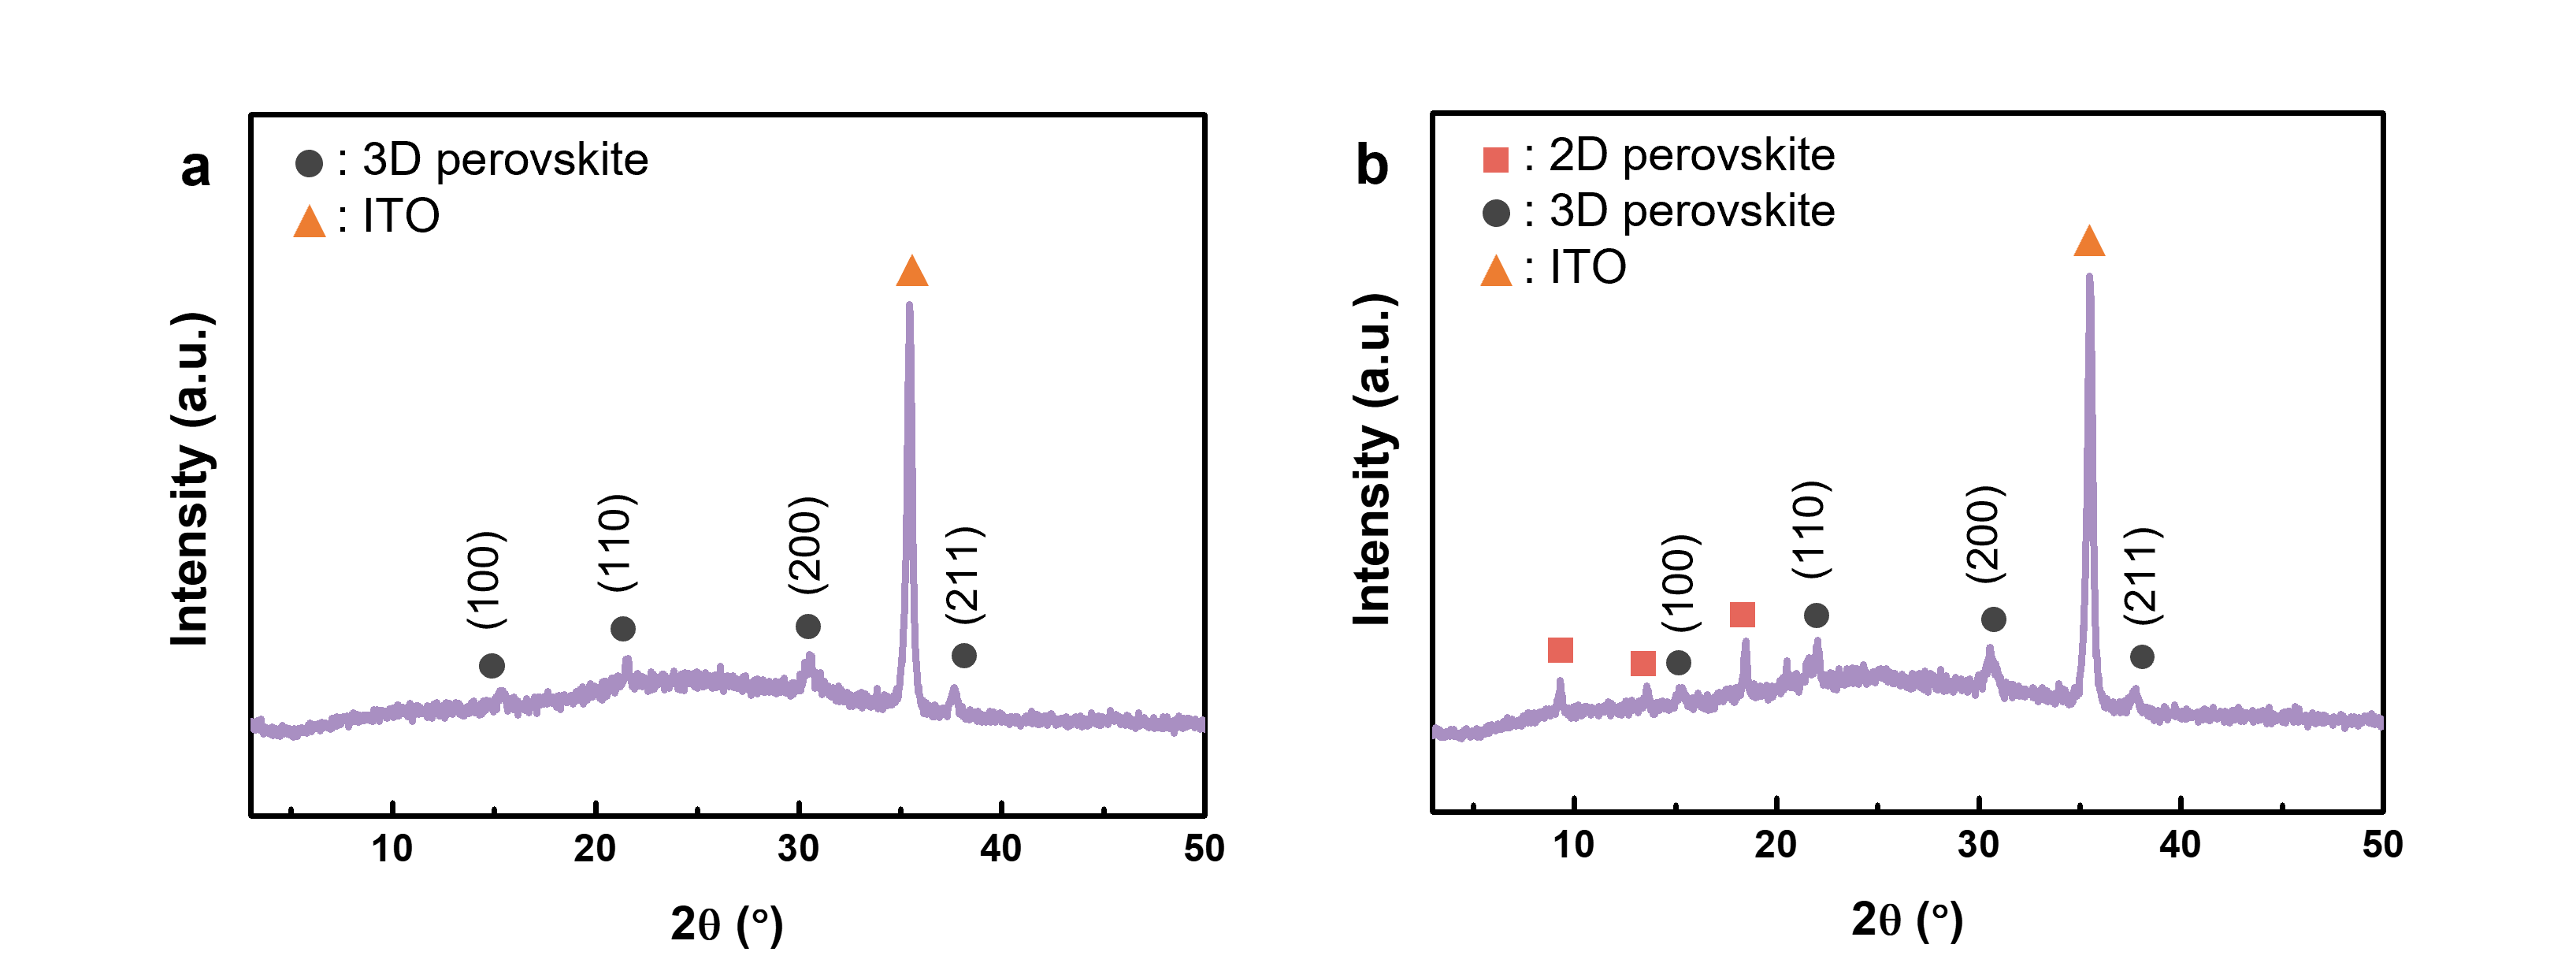 a
: 3D perovskite
: ITO
(100)
(110)
(200)
(211)
Intensity (a.u.)
10 20 30 40 50
2θ (°)
b
: 2D perovskite
: 3D perovskite
: ITO
(100)
(110)
(200)
(211)
Intensity (a.u.)
10 20 30 40 50
2θ (°)